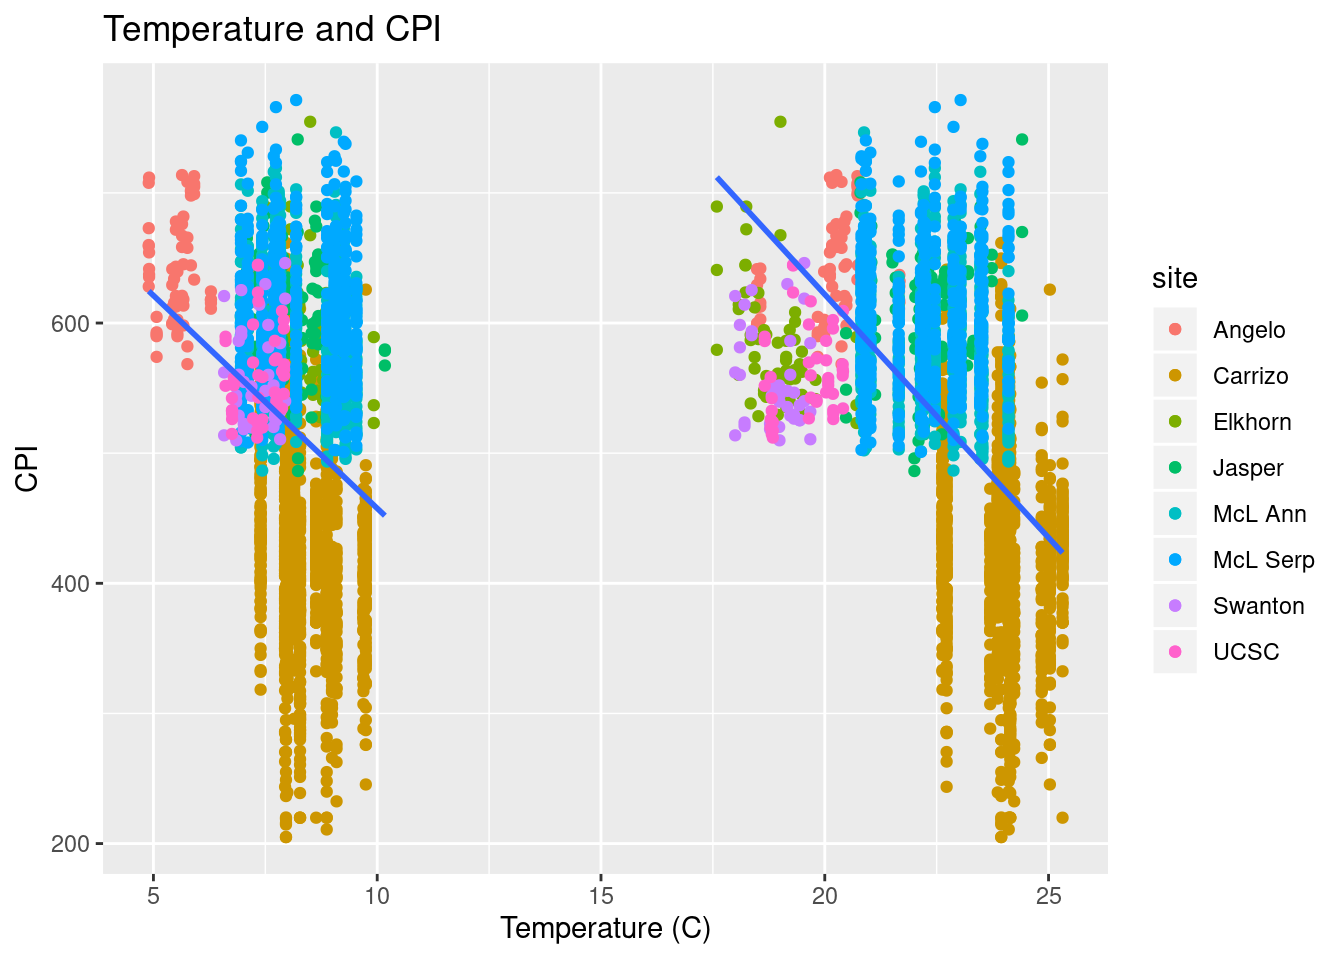 Temperature and CPI
CPI
600
400
200
5
10
15
20
25
Temperature (C)
site
Angelo
Carrizo
Elkhorn
Jasper
McL Ann
McL Serp
Swanton
UCSC